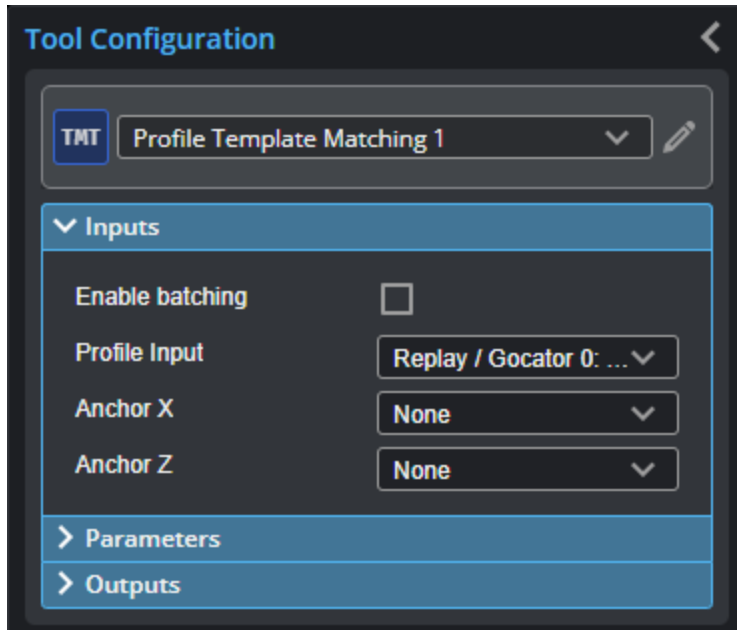 Tool Configuration
TMT Profile Template Matching 1
Inputs
Enable batching
Profile Input Replay / Gocator 0: ...
Anchor X None
Anchor Z None
Parameters
Outputs